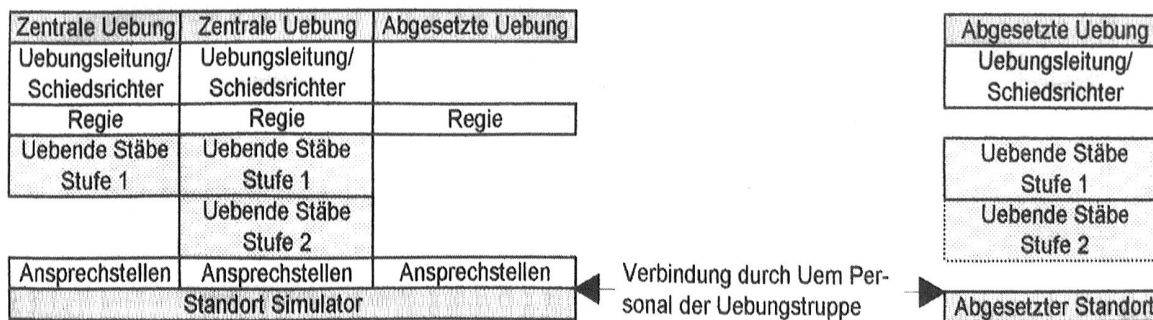 Zentrale Uebung Zentrale Uebung Abgesetzte Uebung Abgesetzte Uebung
Uebungsleitung/ Uebungsleitung/ Uebungsleitung/
Schiedsrichter Schiedsrichter Schiedsrichter
Regie Regie Regie
Uebende Stäbe Uebende Stäbe Uebende Stäbe
Stufe 1 Stufe 1 Stufe 1
Uebende Stäbe Uebende Stäbe
Stufe 2 Stufe 2
Ansprechstellen Ansprechstellen Ansprechstellen Verbindung durch Uem Per-
Standort Simulator sonal der Uebungstruppe Abgesetzter Standort